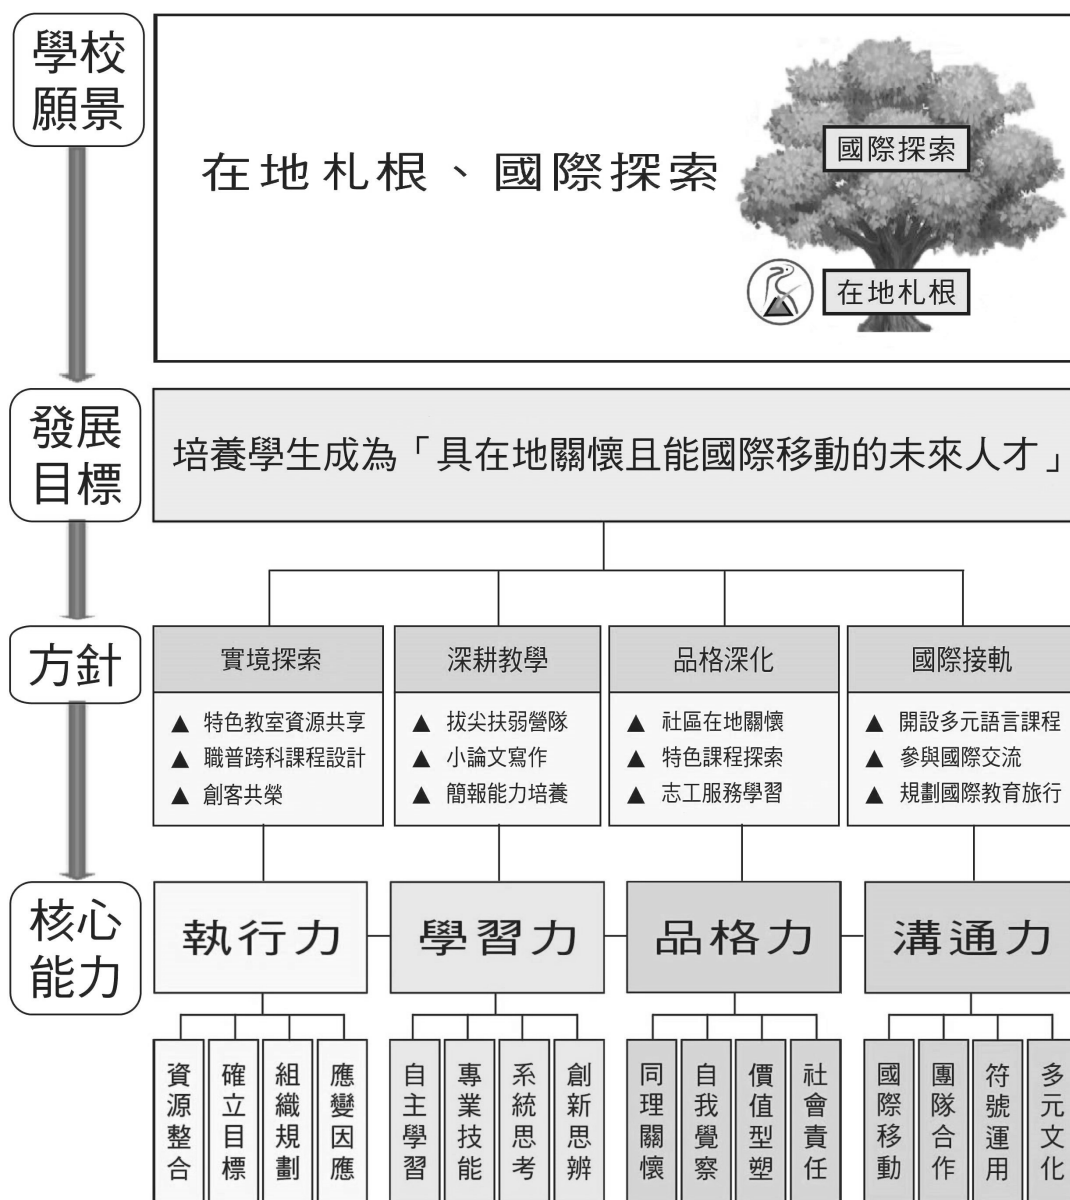 學校
願景
在地札根、國際探索
國際探索
在地札根
發展
目標
培養學生成為「具在地關懷且能國際移動的未來人才」
方針
實境探索
▲ 特色教室資源共享
▲ 職普跨科課程設計
▲ 創客共榮
深耕教學
▲ 拔尖扶弱營隊
▲ 小論文寫作
▲ 簡報能力培養
品格深化
▲ 社區在地關懷
▲ 特色課程探索
▲ 志工服務學習
國際接軌
▲ 開設多元語言課程
▲ 參與國際交流
▲ 規劃國際教育旅行
核心
能力
執行力
學習力
品格力
溝通力
資源整合
確立目標
組織規劃
應變因應
自主學習
專業技能
系統思考
創新思辨
同理關懷
自我覺察
價值型塑
社會責任
國際移動
團隊合作
符號運用
多元文化